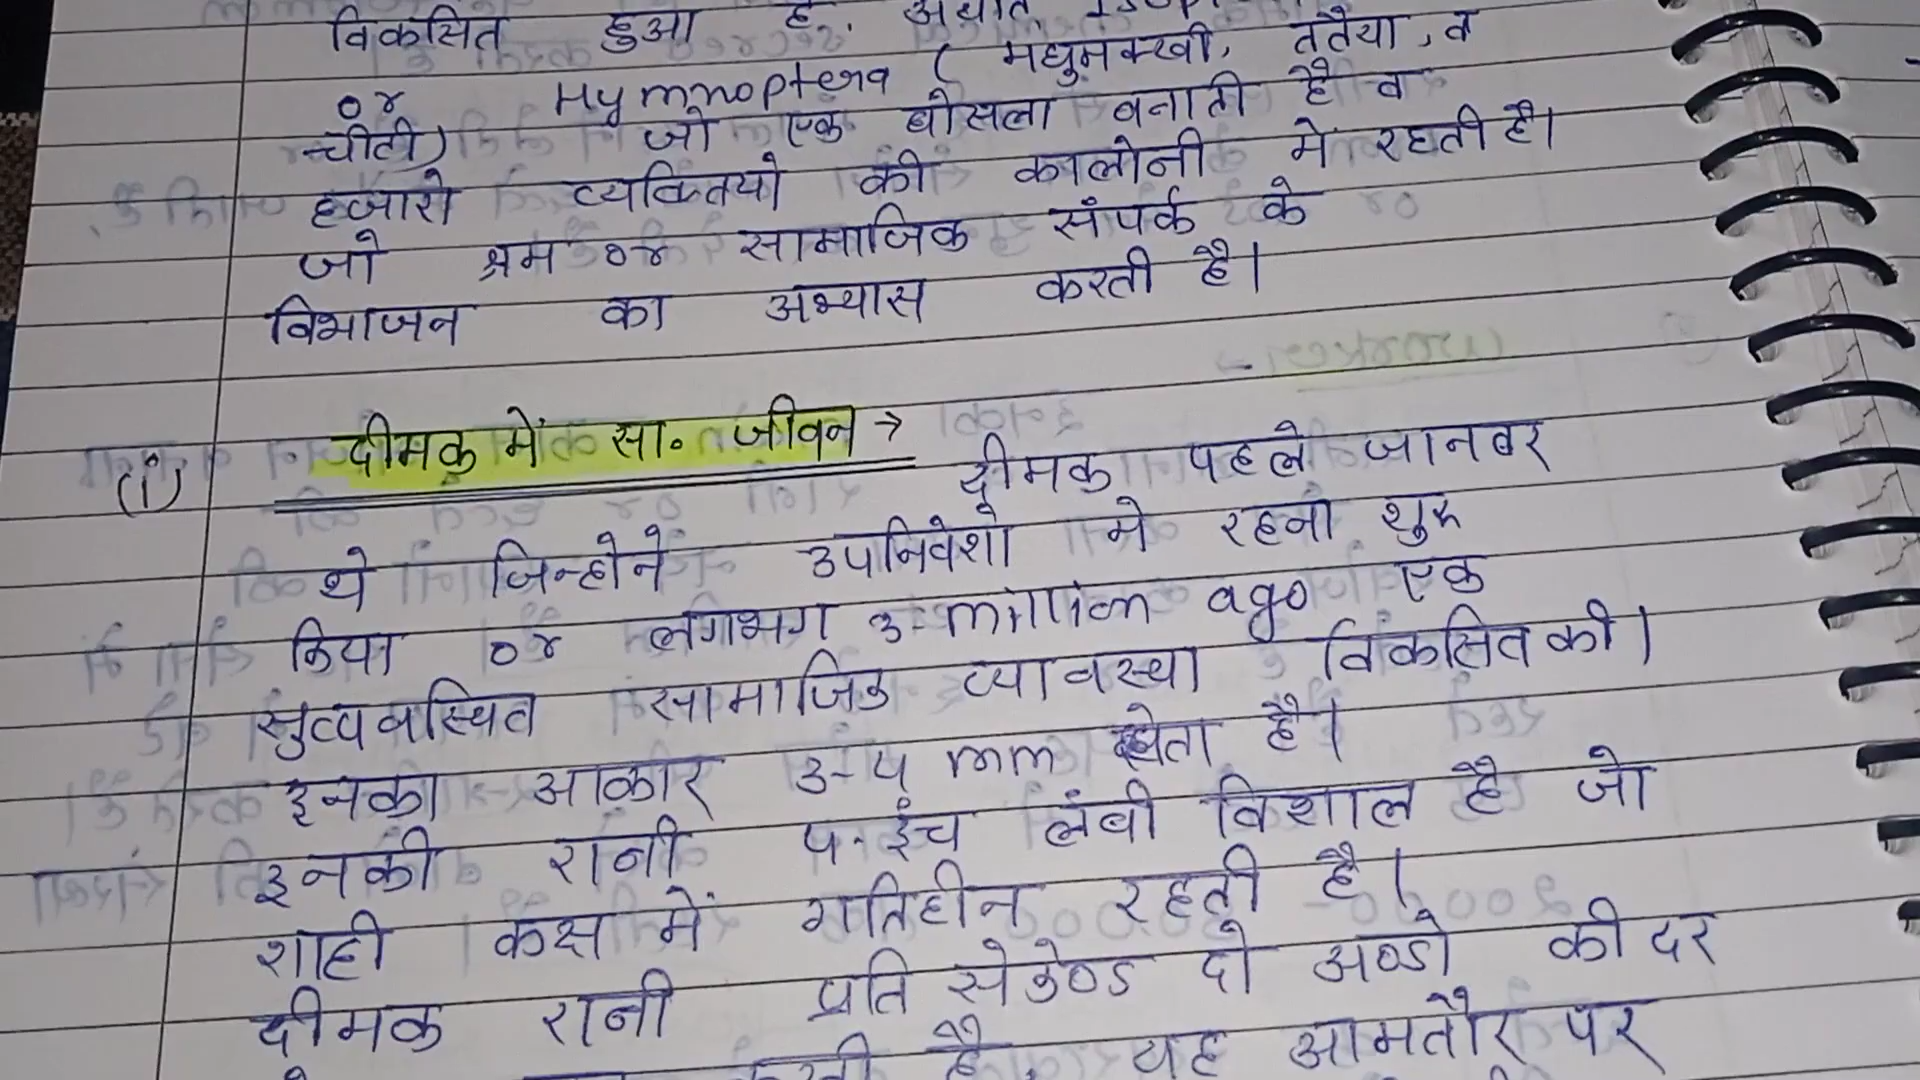 विकसित हुआ है, अर्थात
or Hymnoptera ( मधुमक्खी, ततैया, व
चीटी) जो एक घोसला बनाती है व
हजारो व्यक्तियो की कालोनी में रहती है।
जो श्रम or सामाजिक संपर्क के
विभाजन का अभ्यास करती है।
(i) दीमक में सा॰ जीवन → दीमक पहले जानवर
थे जिन्होने उपनिवेशो मे रहना शुरू
किया or लगभग 3-million ago एक
सुव्यवस्थित सामाजिक व्यावस्था विकसित की।
इनका आकार 3-4 mm होता है।
इनकी रानी 4-इंच लंबी विशाल है जो
शाही कक्ष में गतिहीन रहती है।
दीमक रानी प्रति सेकेण्ड दो अण्डो की दर
है, यह आमतौर पर